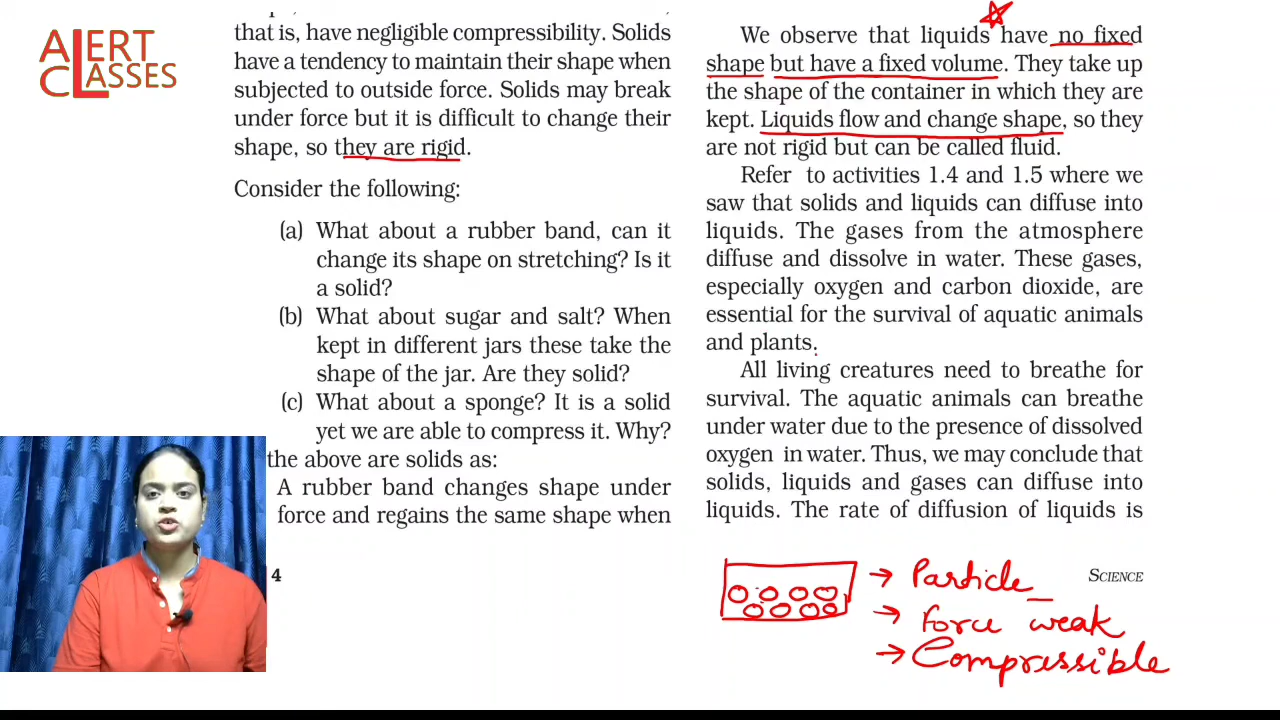 ALERT
CLASSES
that is, have negligible compressibility. Solids
have a tendency to maintain their shape when
subjected to outside force. Solids may break
under force but it is difficult to change their
shape, so they are rigid.
Consider the following:
(a) What about a rubber band, can it
change its shape on stretching? Is it
a solid?
(b) What about sugar and salt? When
kept in different jars these take the
shape of the jar. Are they solid?
(c) What about a sponge? It is a solid
yet we are able to compress it. Why?
the above are solids as:
A rubber band changes shape under
force and regains the same shape when
4
We observe that liquids have no fixed
shape but have a fixed volume. They take up
the shape of the container in which they are
kept. Liquids flow and change shape, so they
are not rigid but can be called fluid.
Refer to activities 1.4 and 1.5 where we
saw that solids and liquids can diffuse into
liquids. The gases from the atmosphere
diffuse and dissolve in water. These gases,
especially oxygen and carbon dioxide, are
essential for the survival of aquatic animals
and plants.
All living creatures need to breathe for
survival. The aquatic animals can breathe
under water due to the presence of dissolved
oxygen in water. Thus, we may conclude that
solids, liquids and gases can diffuse into
liquids. The rate of diffusion of liquids is
SCIENCE
→ Particle
→ Force weak
→ Compressible